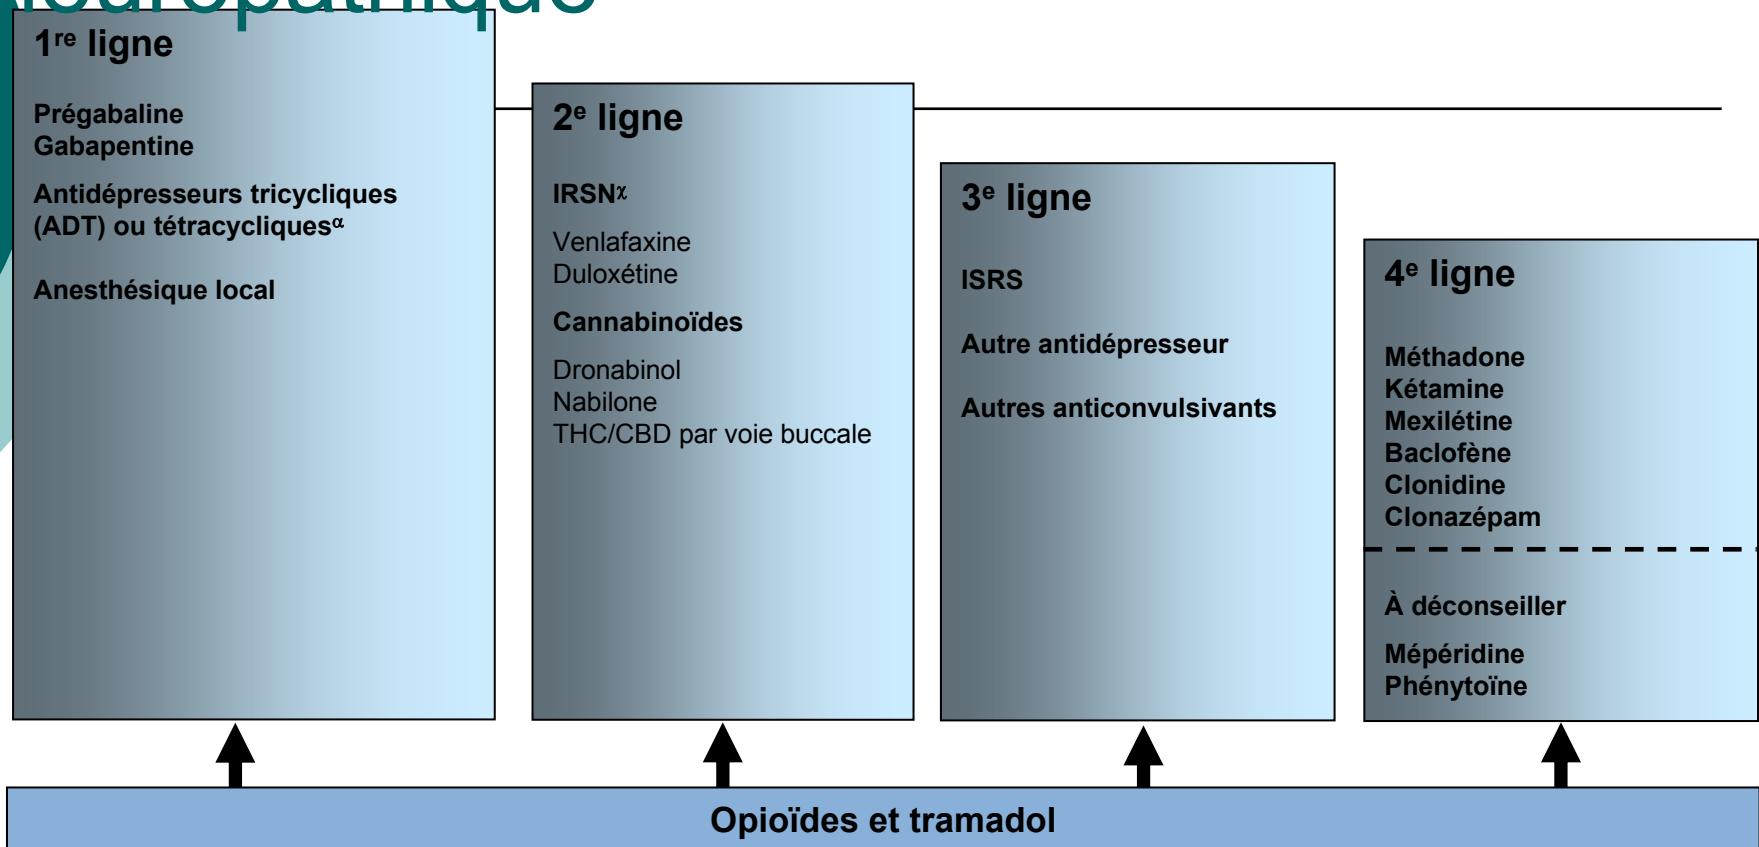 1re ligne
Prégabaline
Gabapentine
Antidépresseurs tricycliques
(ADT) ou tétracycliquesα
Anesthésique local
2e ligne
IRSNχ
Venlafaxine
Duloxétine
Cannabinoïdes
Dronabinol
Nabilone
THC/CBD par voie buccale
3e ligne
ISRS
Autre antidépresseur
Autres anticonvulsivants
4e ligne
Méthadone
Kétamine
Mexilétine
Baclofène
Clonidine
Clonazépam
À déconseiller
Mépéridine
Phénytoïne
Opioïdes et tramadol